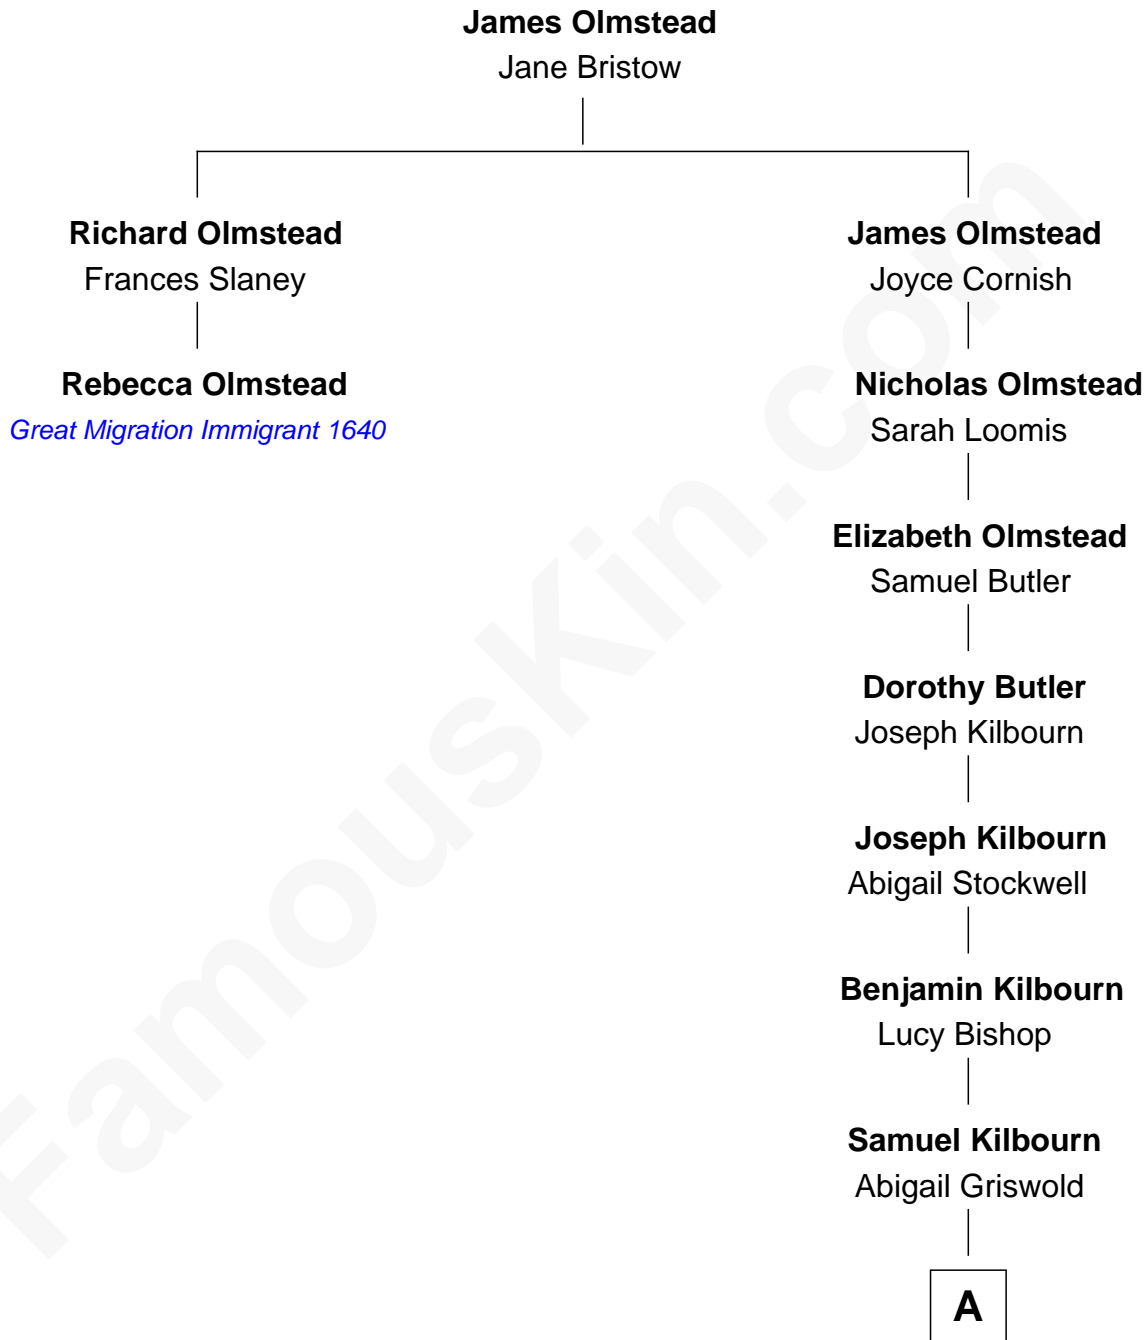 James Olmstead
Jane Bristow
Richard Olmstead
Frances Slaney
James Olmstead
Joyce Cornish
Rebecca Olmstead
Great Migration Immigrant 1640
Nicholas Olmstead
Sarah Loomis
Elizabeth Olmstead
Samuel Butler
Dorothy Butler
Joseph Kilbourn
Joseph Kilbourn
Abigail Stockwell
Benjamin Kilbourn
Lucy Bishop
Samuel Kilbourn
Abigail Griswold
A
FamousKin.com